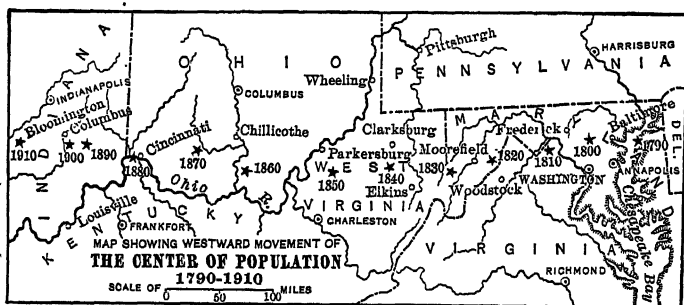 OHIO
PENNSYLVANIA
INDIANA
Pittsburgh
HARRISBURG
Wheeling
INDIANAPOLIS
COLUMBUS
Bloomington
Columbus
Cincinnati
Chillicothe
Clarksburg
MAR
Frederick
Baltimore
DEL.
1910
1900
1890
1880
1870
1860
Parkersburg
Moorefield
1850
1840
1830
1820
1810
1800
1790
WEST
VIRGINIA
Elkins
Woodstock
WASHINGTON
ANNAPOLIS
Ohio R.
Louisville
KENTUCKY
FRANKFORT
CHARLESTON
VIRGINIA
Chesapeake Bay
RICHMOND
MAP SHOWING WESTWARD MOVEMENT OF
THE CENTER OF POPULATION
1790-1910
SCALE OF 0 50 100 MILES